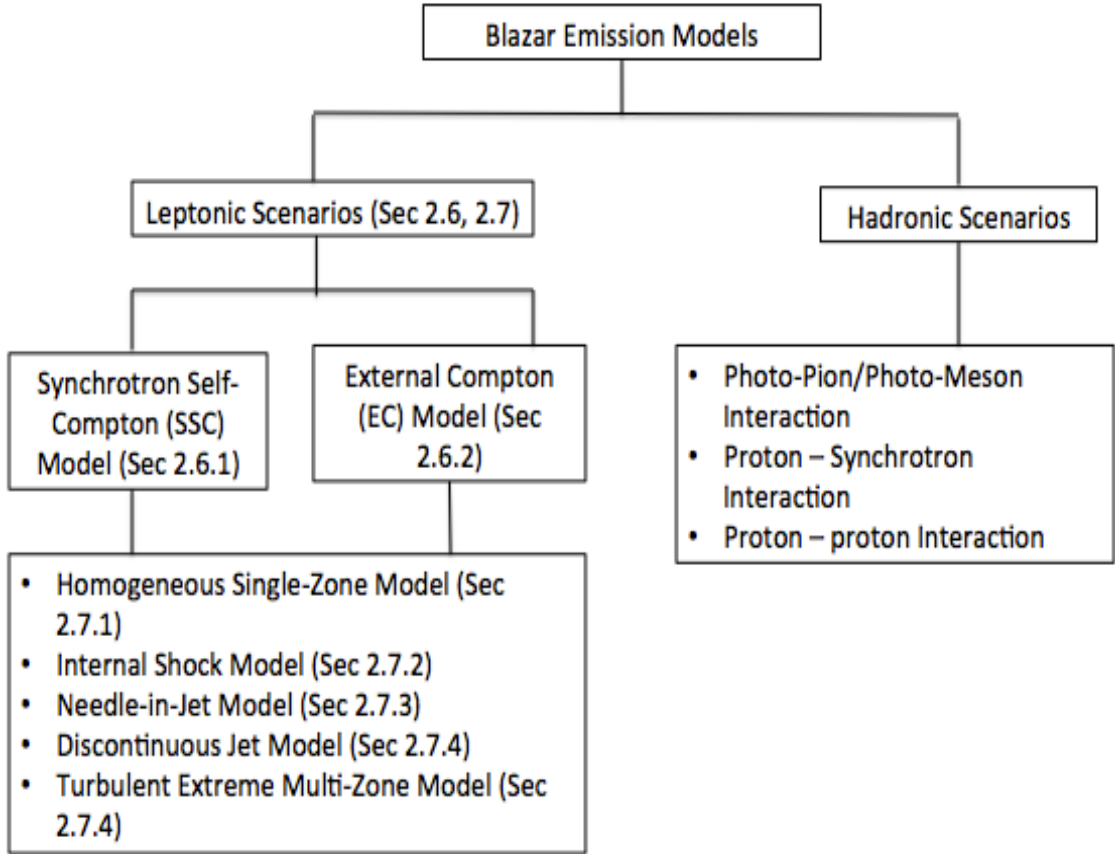 Blazar Emission Models
Leptonic Scenarios (Sec 2.6, 2.7)
Hadronic Scenarios
Synchrotron Self-
Compton (SSC)
Model (Sec 2.6.1)
External Compton
(EC) Model (Sec
2.6.2)
• Photo-Pion/Photo-Meson
Interaction
• Proton – Synchrotron
Interaction
• Proton – proton Interaction
• Homogeneous Single-Zone Model (Sec
2.7.1)
• Internal Shock Model (Sec 2.7.2)
• Needle-in-Jet Model (Sec 2.7.3)
• Discontinuous Jet Model (Sec 2.7.4)
• Turbulent Extreme Multi-Zone Model (Sec
2.7.4)